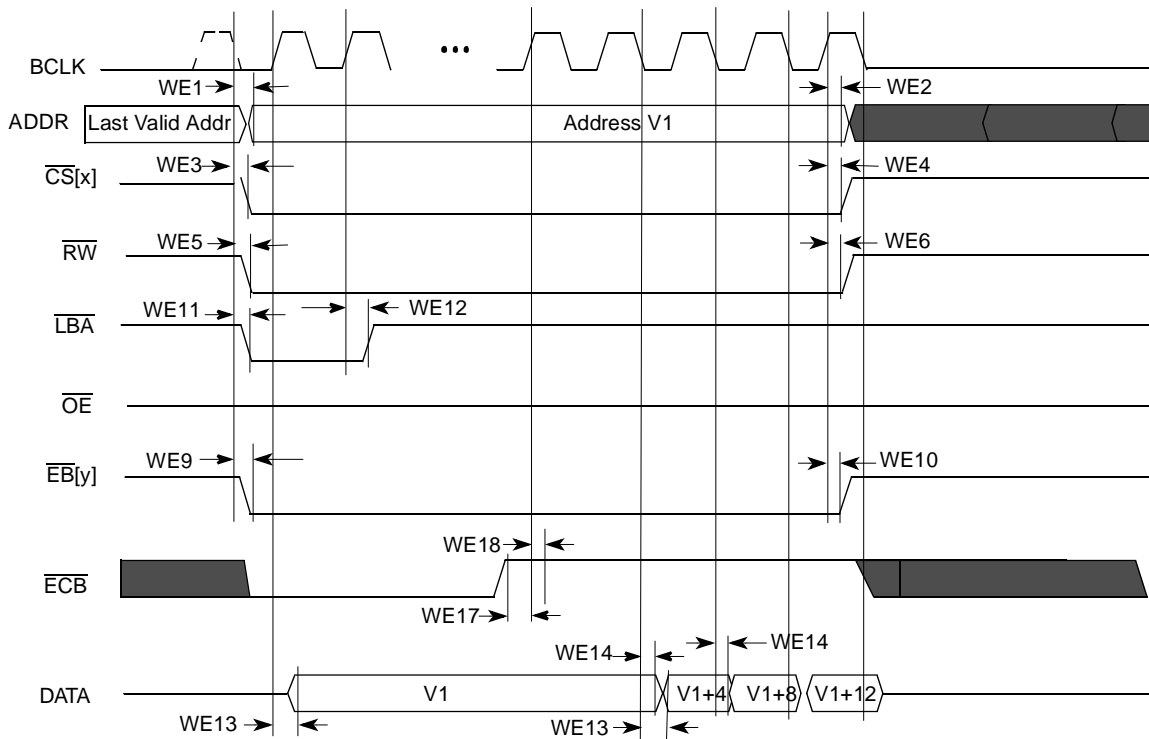 BCLK
•••
WE1
WE2
ADDR
Last Valid Addr
Address V1
WE3
WE4
CS[x]
WE5
WE6
RW
WE11
WE12
LBA
OE
WE9
WE10
EB[y]
WE18
ECB
WE17
WE14
WE14
DATA
V1
V1+4
V1+8
V1+12
WE13
WE13